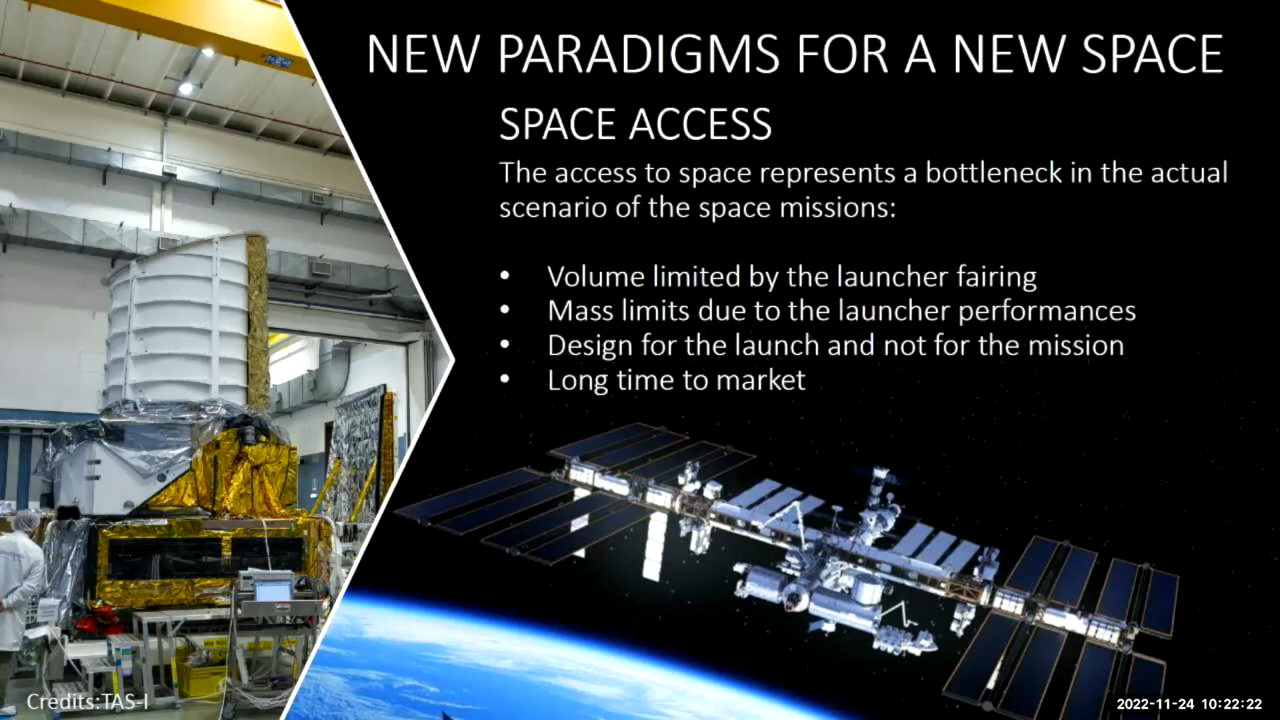 NEW PARADIGMS FOR A NEW SPACE
SPACE ACCESS
The access to space represents a bottleneck in the actual
scenario of the space missions:
• Volume limited by the launcher fairing
• Mass limits due to the launcher performances
• Design for the launch and not for the mission
• Long time to market
Credits:TAS-I
2022-11-24 10:22:22